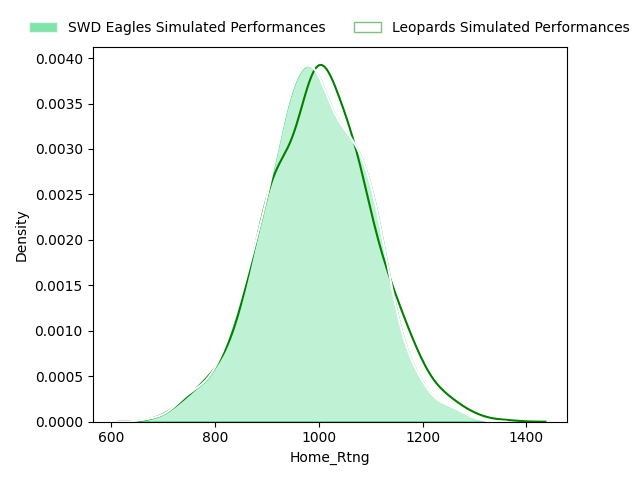 SWD Eagles Simulated Performances Leopards Simulated Performances
0.0040
0.0035
0.0030
0.0025
0.0020
0.0015
0.0010
0.0005
0.0000
Density
600 800 1000 1200 1400
Home_Rtng